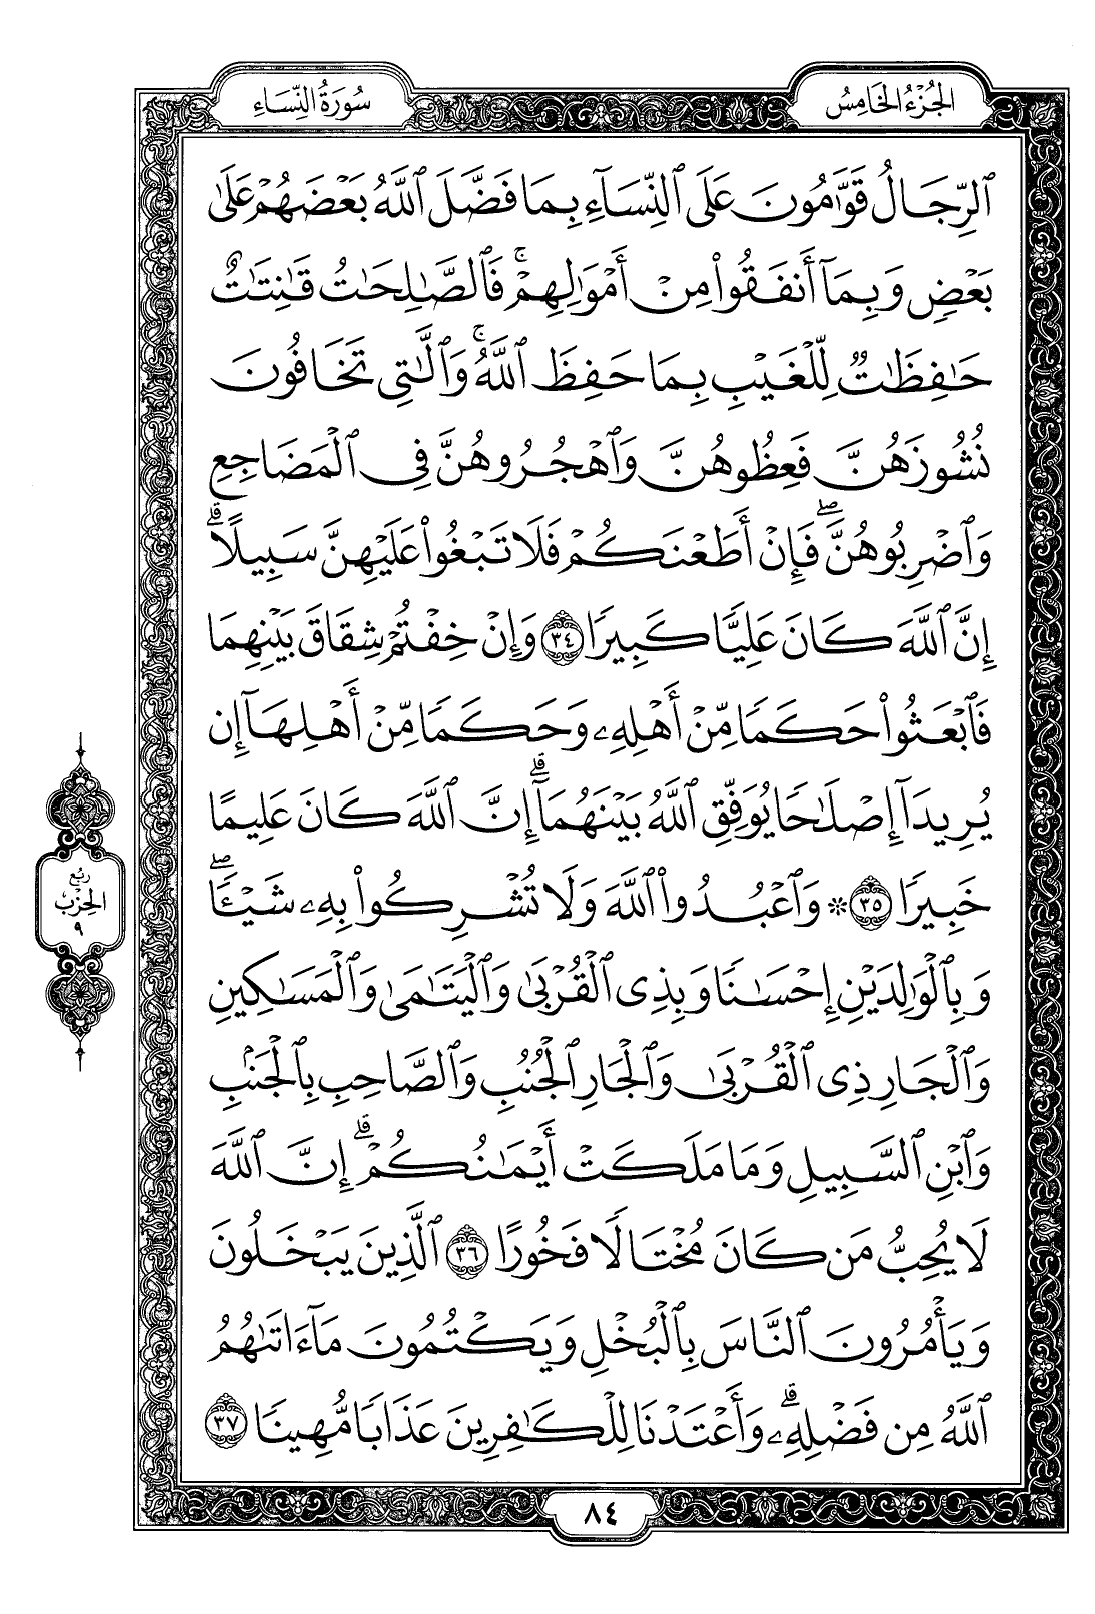 الجُزْءُ الخَامِسُ
سُورَةُ النِّسَاءِ
ٱلرِّجَالُ قَوَّٰمُونَ عَلَى ٱلنِّسَآءِ بِمَا فَضَّلَ ٱللَّهُ بَعْضَهُمْ عَلَىٰ
بَعْضٖ وَبِمَآ أَنفَقُوا۟ مِنْ أَمْوَٰلِهِمْۚ فَٱلصَّٰلِحَٰتُ قَٰنِتَٰتٌ
حَٰفِظَٰتٞ لِّلْغَيْبِ بِمَا حَفِظَ ٱللَّهُۚ وَٱلَّٰتِى تَخَافُونَ
نُشُوزَهُنَّ فَعِظُوهُنَّ وَٱهْجُرُوهُنَّ فِى ٱلْمَضَاجِعِ
وَٱضْرِبُوهُنَّۖ فَإِنْ أَطَعْنَكُمْ فَلَا تَبْغُوا۟ عَلَيْهِنَّ سَبِيلًاۗ
إِنَّ ٱللَّهَ كَانَ عَلِيّٗا كَبِيرٗا ٣٤ وَإِنْ خِفْتُمْ شِقَاقَ بَيْنِهِمَا
فَٱبْعَثُوا۟ حَكَمٗا مِّنْ أَهْلِهِۦ وَحَكَمٗا مِّنْ أَهْلِهَآ إِن
يُرِيدَآ إِصْلَٰحٗا يُوَفِّقِ ٱللَّهُ بَيْنَهُمَآۗ إِنَّ ٱللَّهَ كَانَ عَلِيمًا
خَبِيرٗا ٣٥ ۞ وَٱعْبُدُوا۟ ٱللَّهَ وَلَا تُشْرِكُوا۟ بِهِۦ شَيْـٔٗاۖ
وَبِٱلْوَٰلِدَيْنِ إِحْسَٰنٗا وَبِذِى ٱلْقُرْبَىٰ وَٱلْيَتَٰمَىٰ وَٱلْمَسَٰكِينِ
وَٱلْجَارِ ذِى ٱلْقُرْبَىٰ وَٱلْجَارِ ٱلْجُنُبِ وَٱلصَّاحِبِ بِٱلْجَنۢبِ
وَٱبْنِ ٱلسَّبِيلِ وَمَا مَلَكَتْ أَيْمَٰنُكُمْۗ إِنَّ ٱللَّهَ
لَا يُحِبُّ مَن كَانَ مُخْتَالٗا فَخُورًا ٣٦ ٱلَّذِينَ يَبْخَلُونَ
وَيَأْمُرُونَ ٱلنَّاسَ بِٱلْبُخْلِ وَيَكْتُمُونَ مَآ ءَاتَىٰهُمُ
ٱللَّهُ مِن فَضْلِهِۦۗ وَأَعْتَدْنَا لِلْكَٰفِرِينَ عَذَابٗا مُّهِينٗا ٣٧
ربع
الحِزْب
٩
٨٤